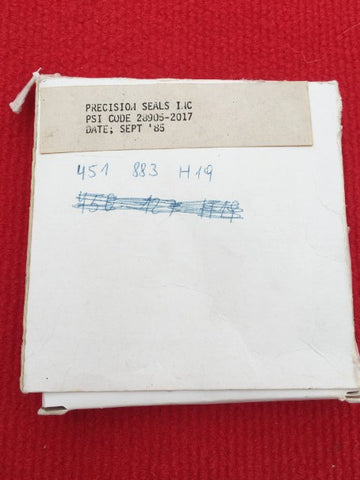 PRECISION SEALS INC
PSI CODE 28905-2017
DATE; SEPT '85
451 883 H19